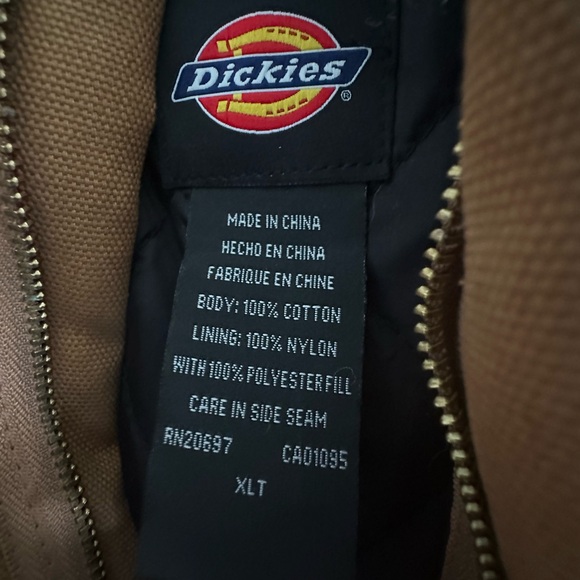 Dickies ®
MADE IN CHINA
HECHO EN CHINA
FABRIQUE EN CHINE
BODY: 100% COTTON
LINING: 100% NYLON
WITH 100% POLYESTER FILL
CARE IN SIDE SEAM
RN20697 CA01095
XLT